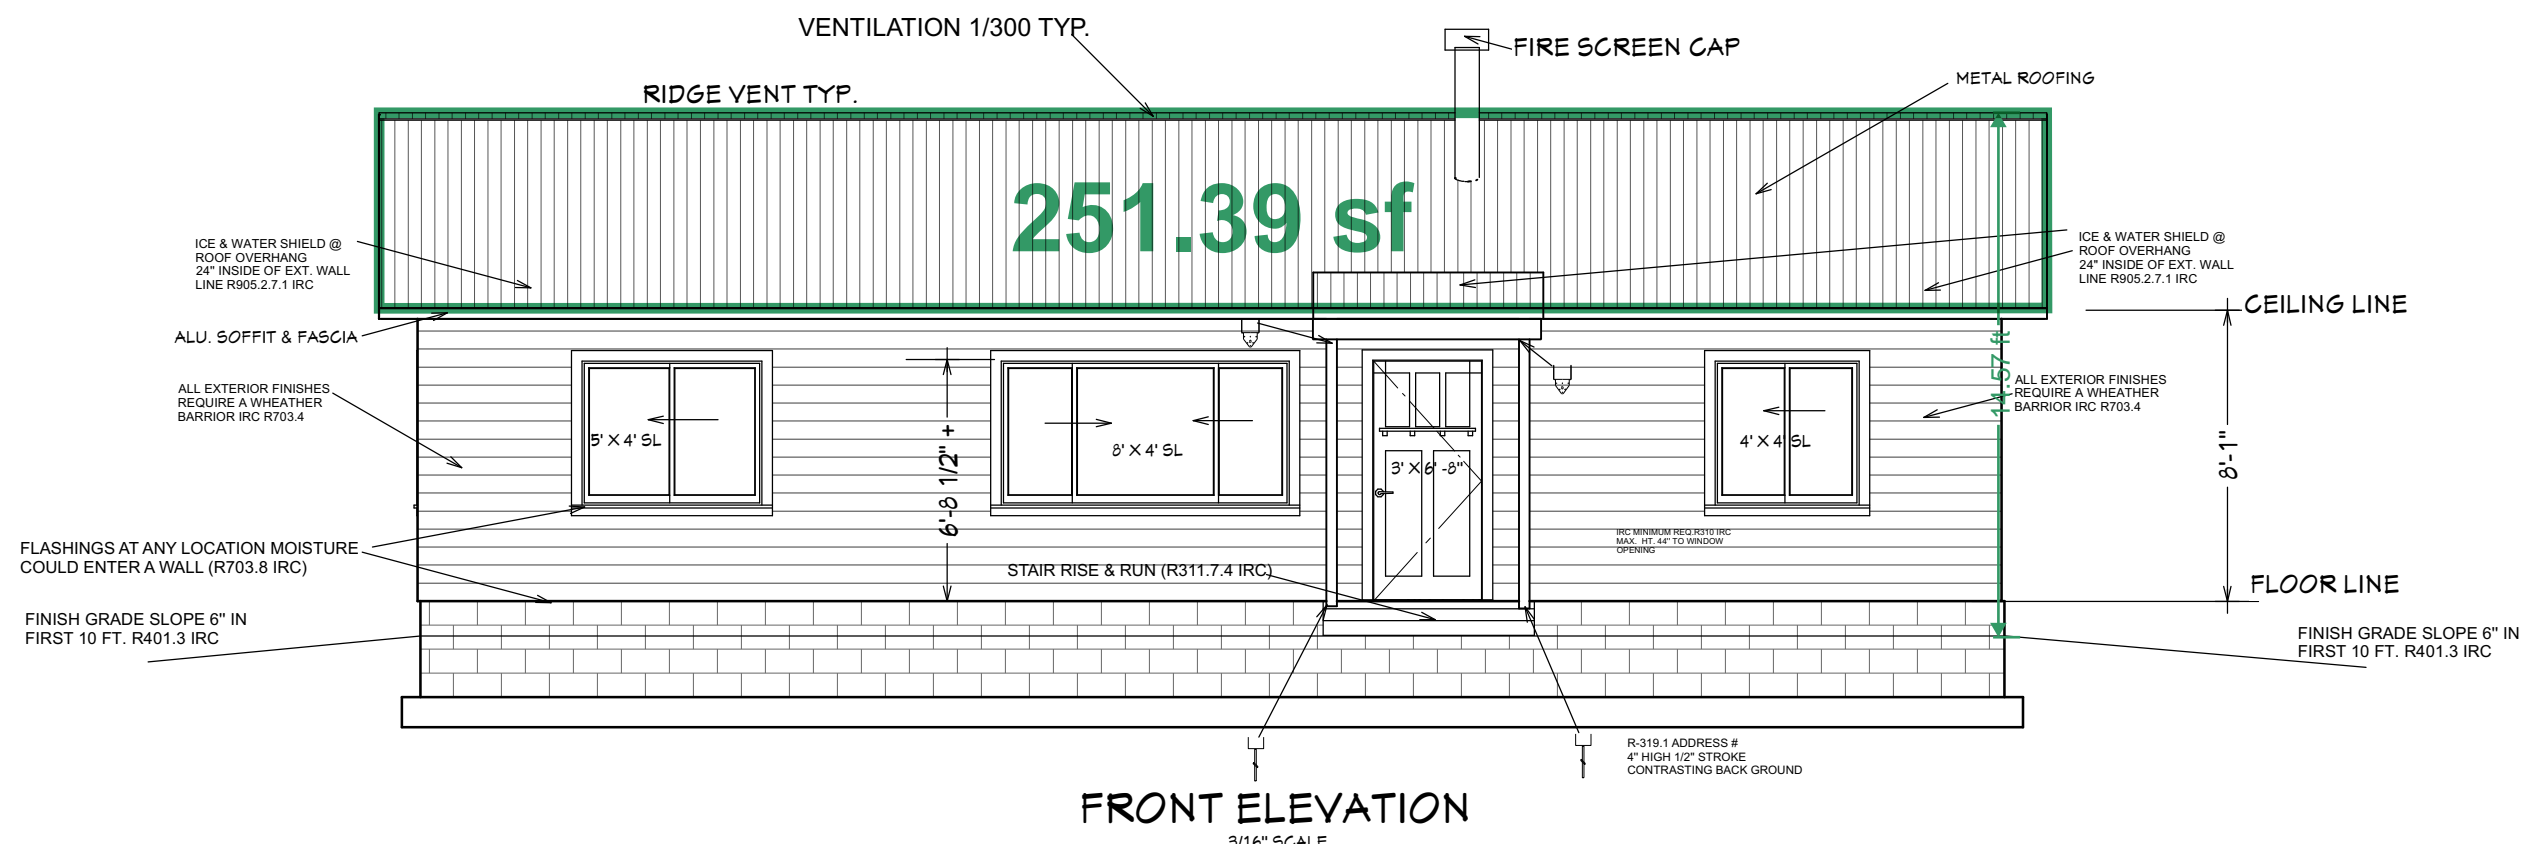 VENTILATION 1/300 TYP.
FIRE SCREEN CAP
METAL ROOFING
RIDGE VENT TYP.
251.39 sf
ICE & WATER SHIELD @
ROOF OVERHANG
24" INSIDE OF EXT. WALL
LINE R905.2.7.1 IRC
ICE & WATER SHIELD @
ROOF OVERHANG
24" INSIDE OF EXT. WALL
LINE R905.2.7.1 IRC
CEILING LINE
ALU. SOFFIT & FASCIA
14.57 ft
ALL EXTERIOR FINISHES
REQUIRE A WHEATHER
BARRIOR IRC R703.4
ALL EXTERIOR FINISHES
REQUIRE A WHEATHER
BARRIOR IRC R703.4
5' X 4' SL
8' X 4' SL
4' X 4' SL
3' X 6' -8"
6'-8 1/2" +
8'-1"
IRC MINIMUM REQ.R310 IRC
MAX. HT. 44" TO WINDOW
OPENING
FLASHINGS AT ANY LOCATION MOISTURE
COULD ENTER A WALL (R703.8 IRC)
STAIR RISE & RUN (R311.7.4 IRC)
FLOOR LINE
FINISH GRADE SLOPE 6" IN
FIRST 10 FT. R401.3 IRC
FINISH GRADE SLOPE 6" IN
FIRST 10 FT. R401.3 IRC
R-319.1 ADDRESS #
4" HIGH 1/2" STROKE
CONTRASTING BACK GROUND
FRONT ELEVATION
3/16" SCALE